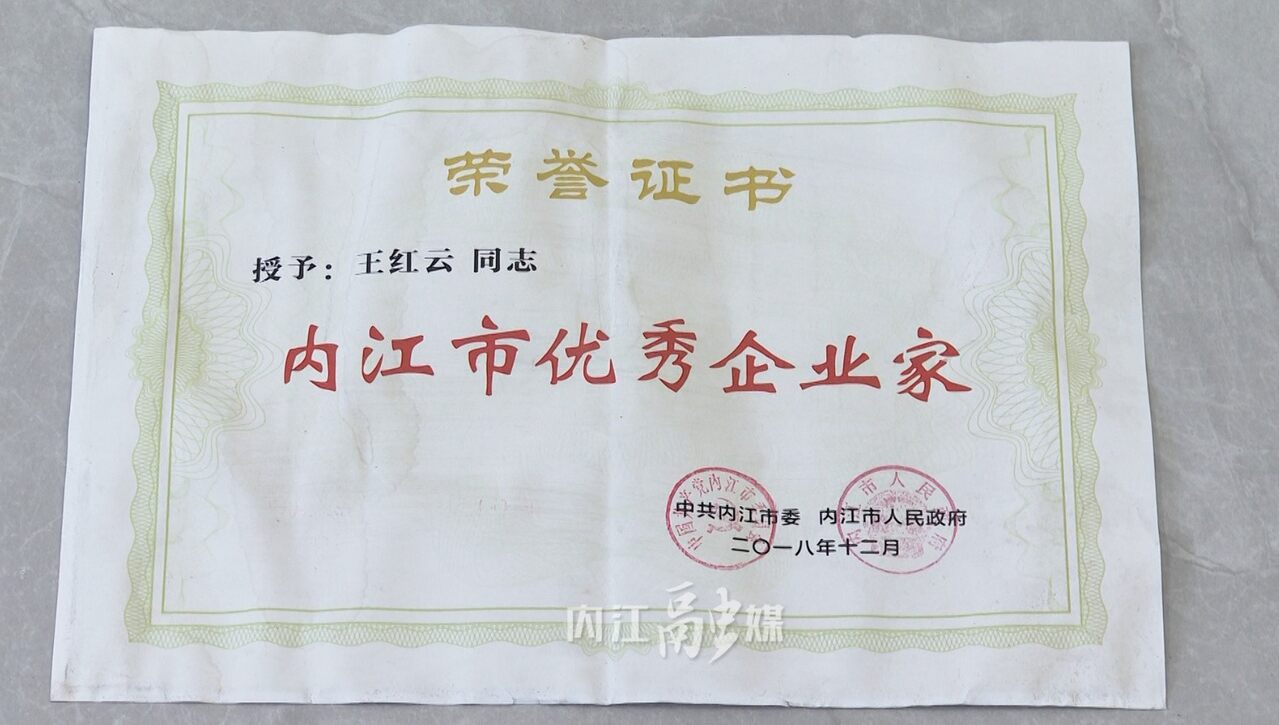 荣誉证书
授予：王红云 同志
内江市优秀企业家
中共内江市委 内江市人民政府
二〇一八年十二月
内江融媒